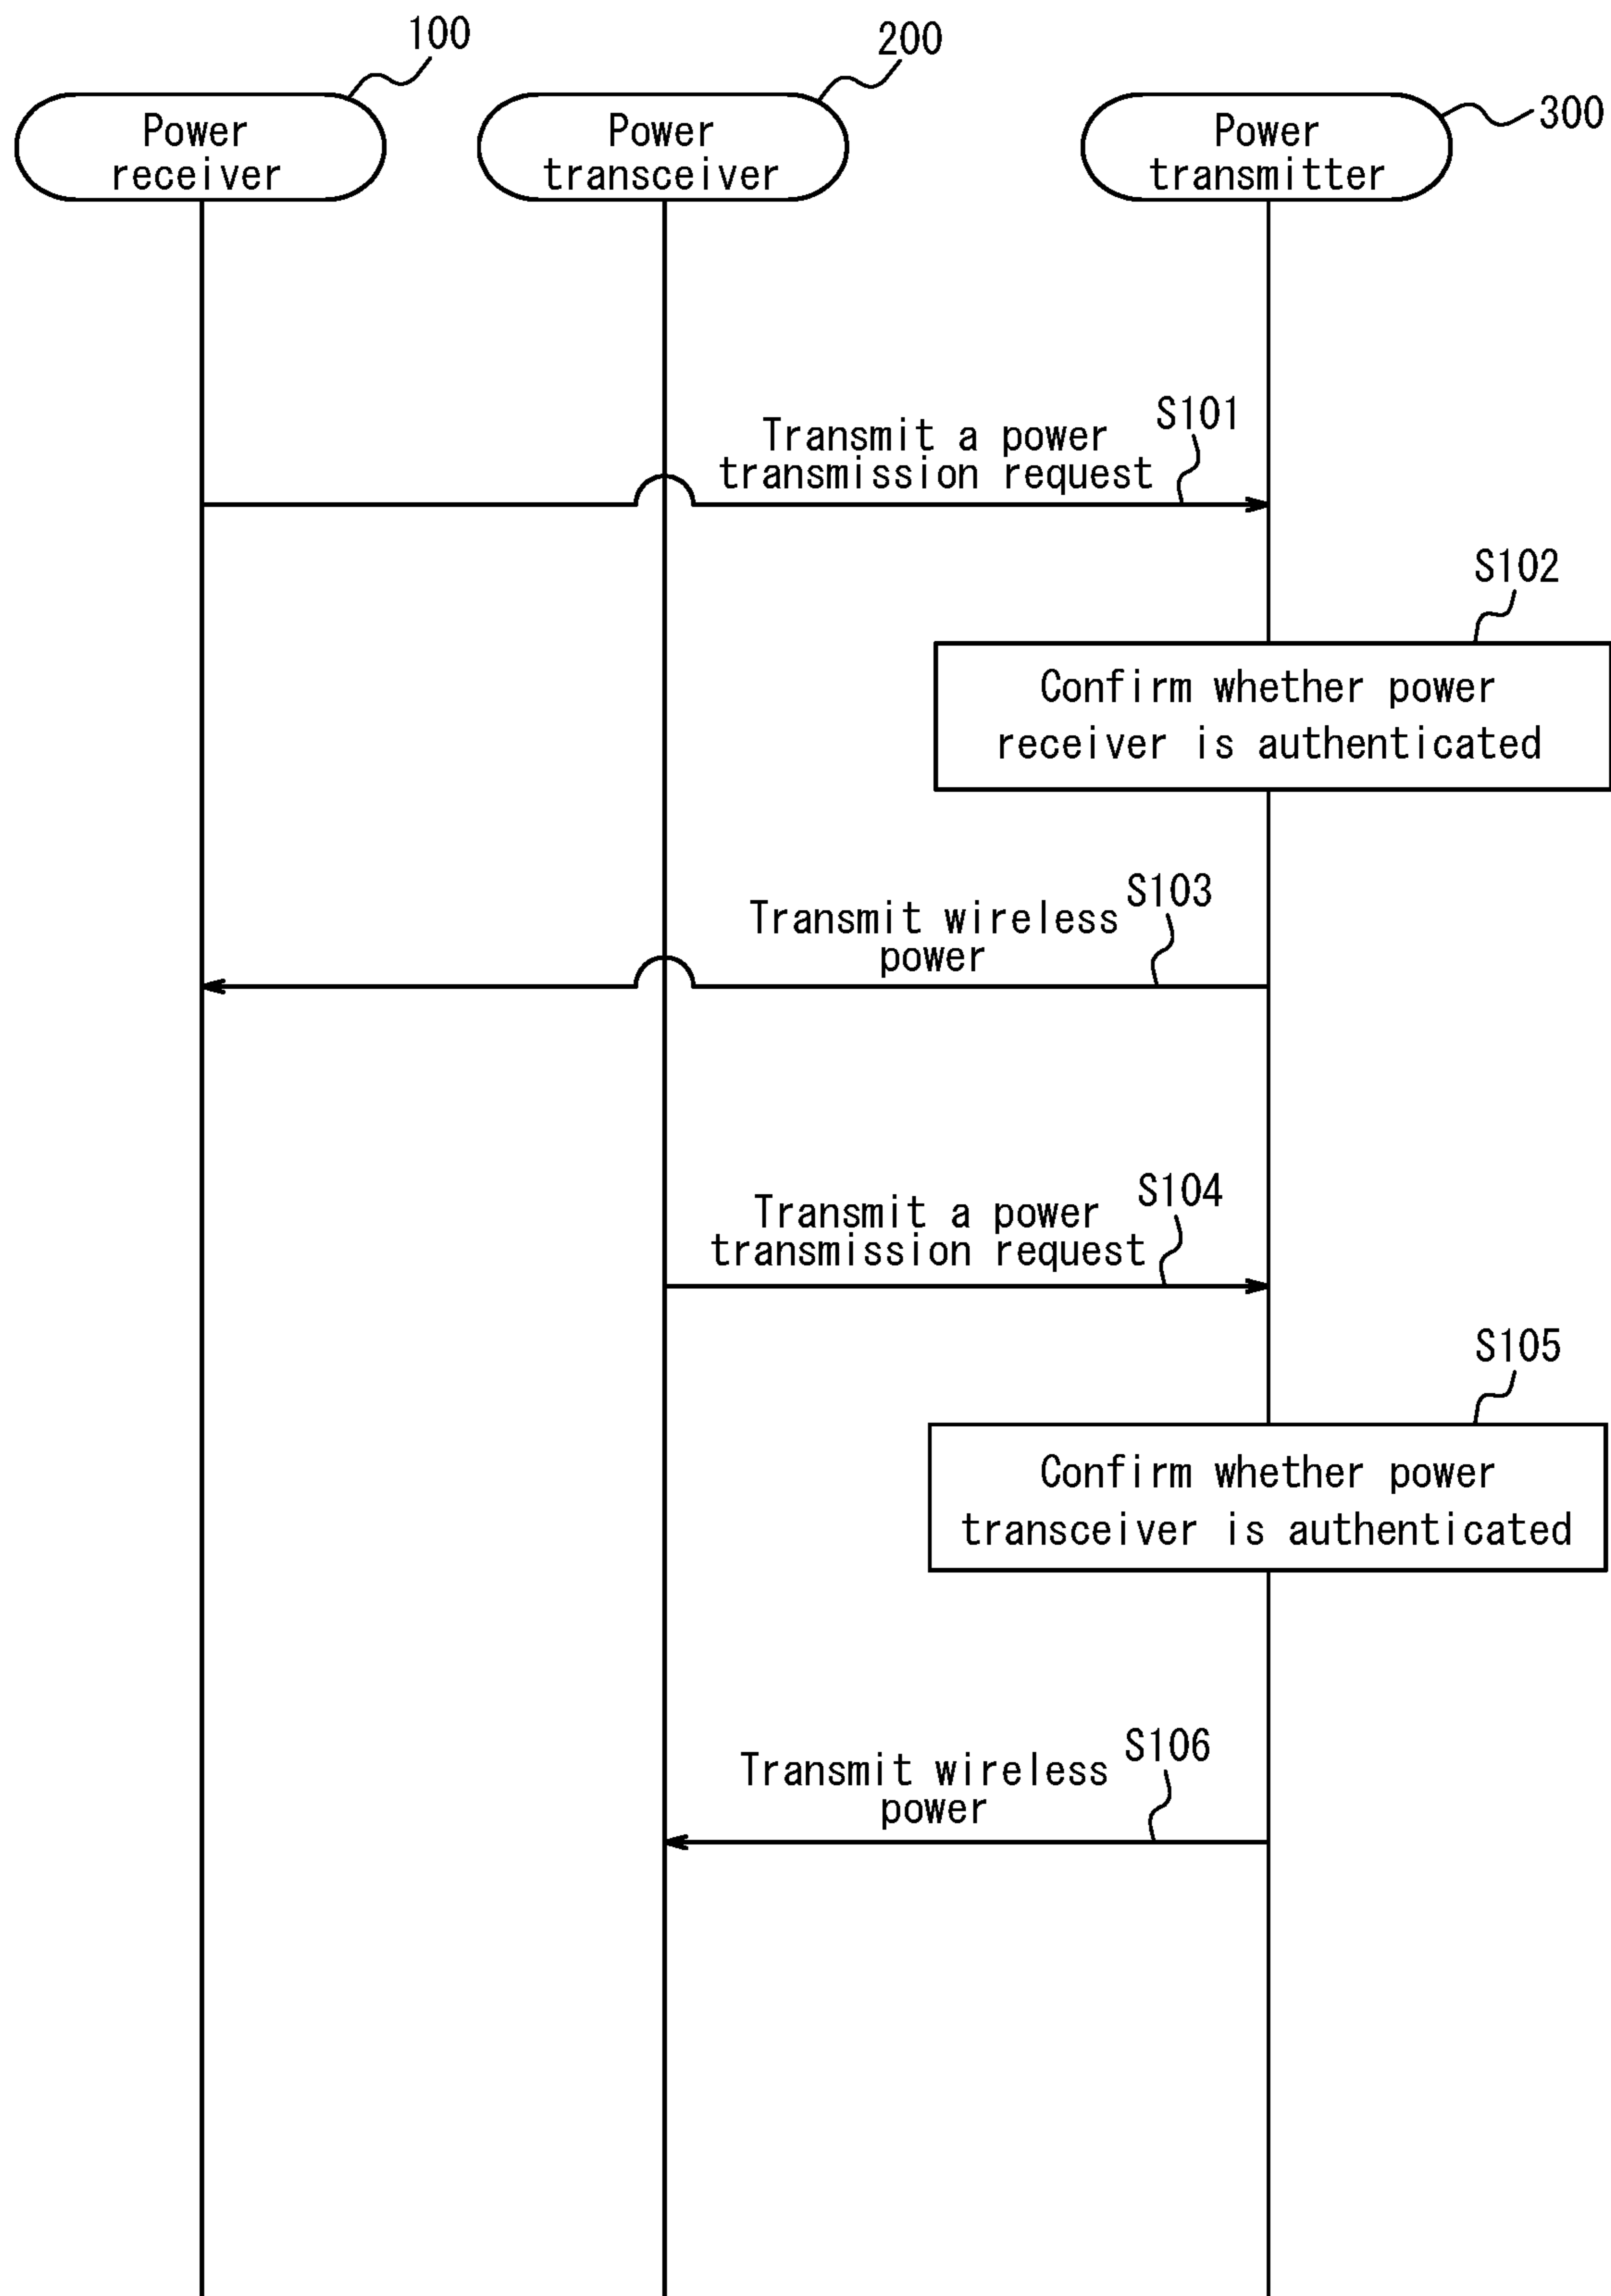 100
200
300
Power
receiver
Power
transceiver
Power
transmitter
S101
Transmit a power
transmission request
S102
Confirm whether power
receiver is authenticated
S103
Transmit wireless
power
S104
Transmit a power
transmission request
S105
Confirm whether power
transceiver is authenticated
S106
Transmit wireless
power